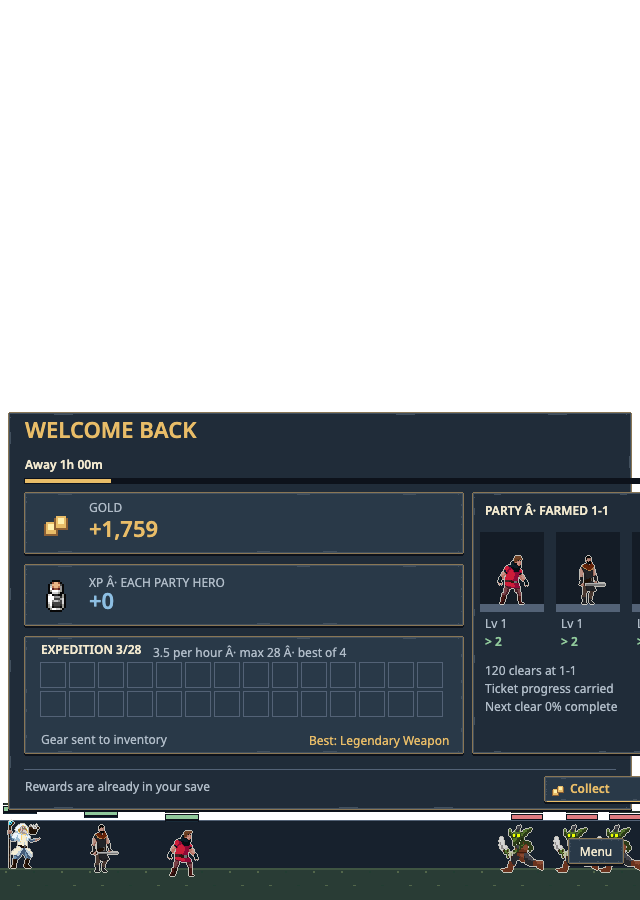 WELCOME BACK
Away 1h 00m
GOLD
+1,759
XP Â· EACH PARTY HERO
+0
EXPEDITION 3/28 3.5 per hour Â· max 28 Â· best of 4
Gear sent to inventory Best: Legendary Weapon
PARTY Â· FARMED 1-1
Lv 1 Lv 1
> 2 > 2
120 clears at 1-1
Ticket progress carried
Next clear 0% complete
Rewards are already in your save
Collect
Menu